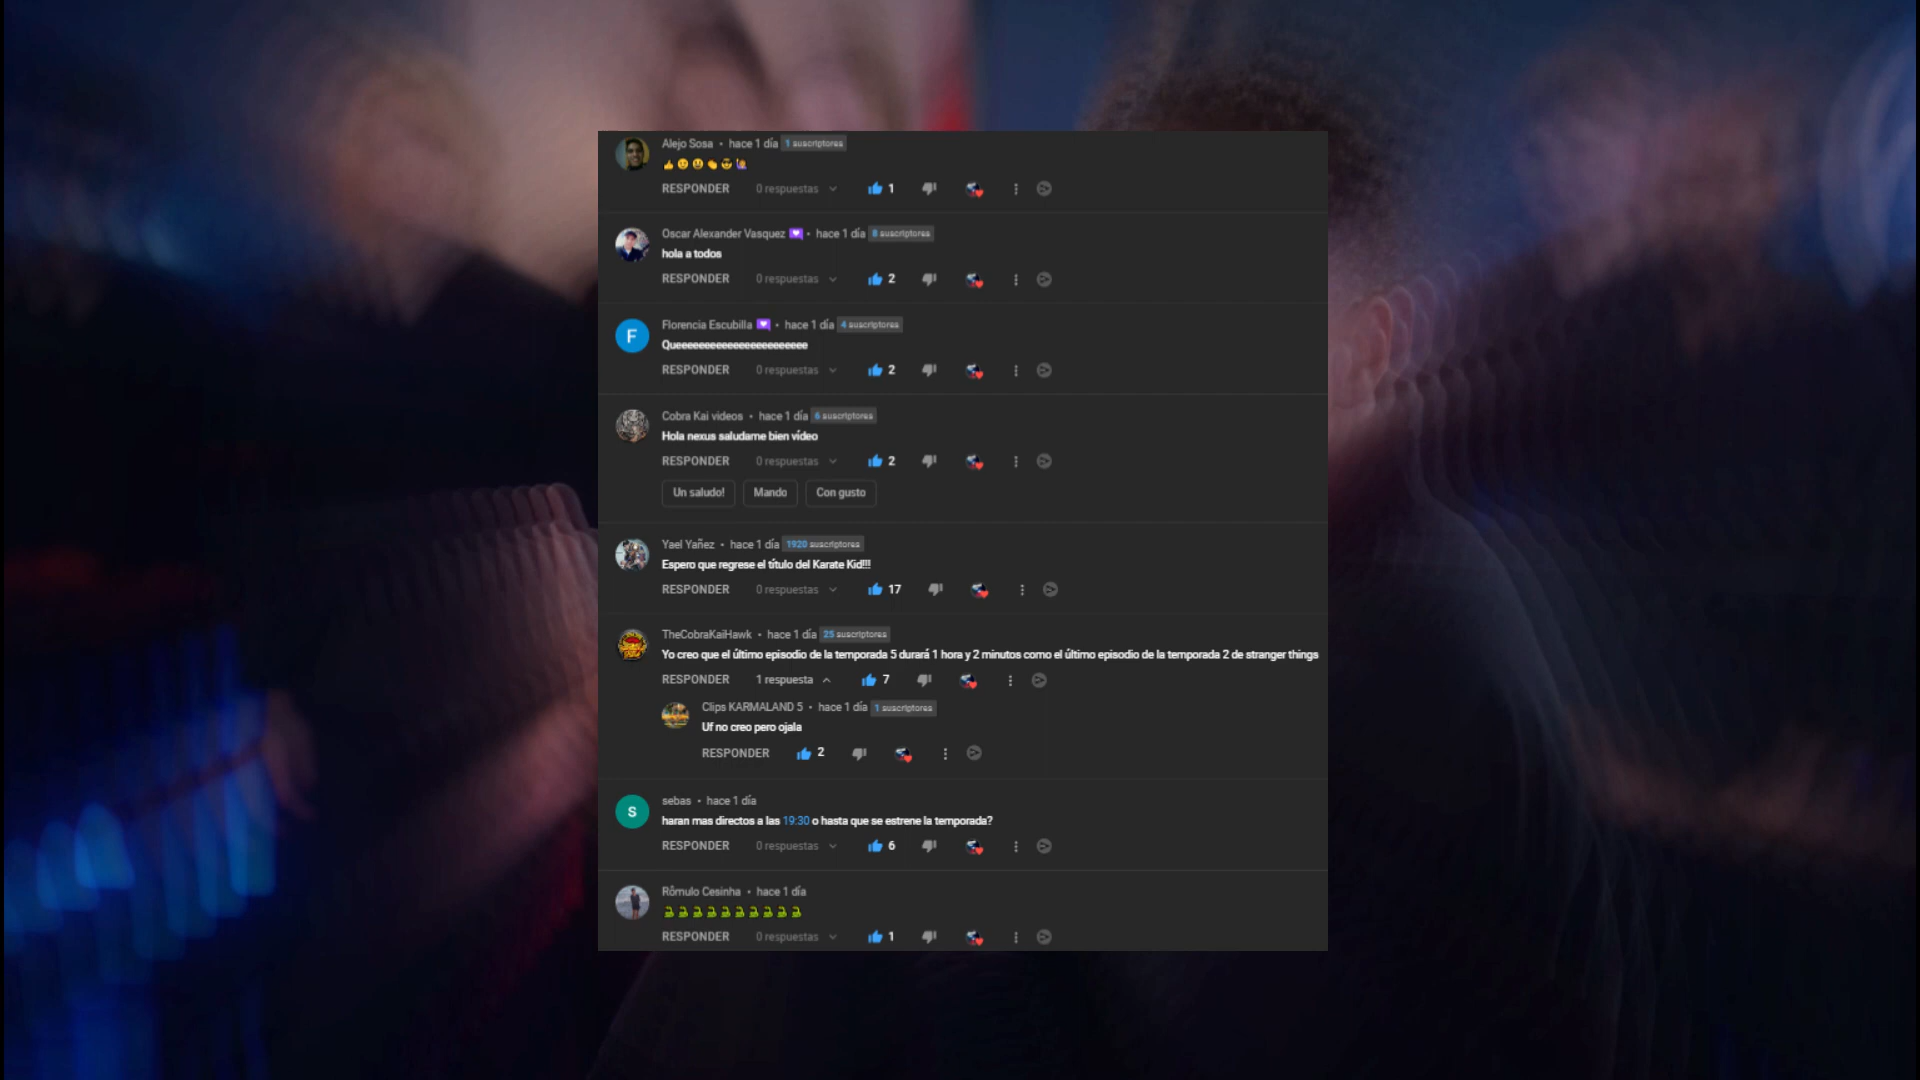 Alejo Sosa • hace 1 día 1 suscriptores
👍😉😃👏😎🙋
RESPONDER 0 respuestas 1
Oscar Alexander Vasquez • hace 1 día 8 suscriptores
hola a todos
RESPONDER 0 respuestas 2
F Florencia Escubilla • hace 1 día 4 suscriptores
Queeeeeeeeeeeeeeeeeeeeeee
RESPONDER 0 respuestas 2
Cobra Kai videos • hace 1 día 6 suscriptores
Hola nexus saludame bien vídeo
RESPONDER 0 respuestas 2
Un saludo! Mando Con gusto
Yael Yañez • hace 1 día 1920 suscriptores
Espero que regrese el título del Karate Kid!!!
RESPONDER 0 respuestas 17
TheCobraKaiHawk • hace 1 día 25 suscriptores
Yo creo que el último episodio de la temporada 5 durará 1 hora y 2 minutos como el último episodio de la temporada 2 de stranger things
RESPONDER 1 respuesta 7
Clips KARMALAND 5 • hace 1 día 1 suscriptores
Uf no creo pero ojala
RESPONDER 2
S sebas • hace 1 día
haran mas directos a las 19:30 o hasta que se estrene la temporada?
RESPONDER 0 respuestas 6
Rômulo Cesinha • hace 1 día
🐍🐍🐍🐍🐍🐍🐍🐍🐍🐍
RESPONDER 0 respuestas 1